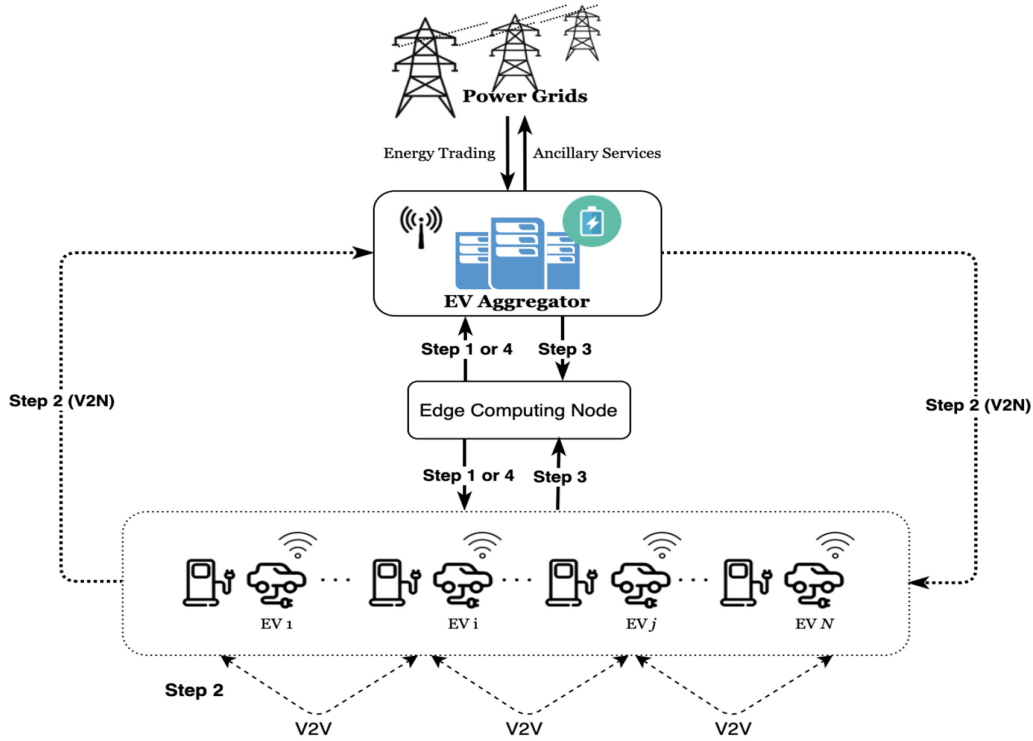 Power Grids
Energy Trading
Ancillary Services
EV Aggregator
Step 1 or 4
Step 3
Step 2 (V2N)
Edge Computing Node
Step 2 (V2N)
Step 1 or 4
Step 3
EV 1
EV i
EV j
EV N
Step 2
V2V
V2V
V2V